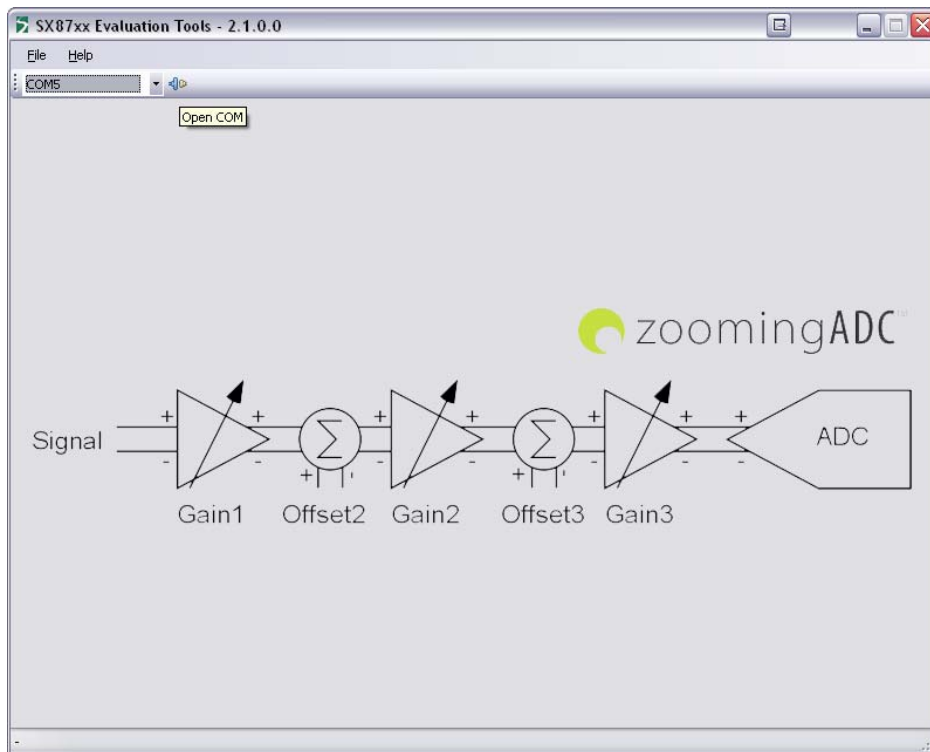 SX87xx Evaluation Tools - 2.1.0.0
File Help
COM5
Open COM
zoomingADC™
+ + + + + +
Signal
ADC
- - - - - -
+ - + -
Gain1 Offset2 Gain2 Offset3 Gain3
-